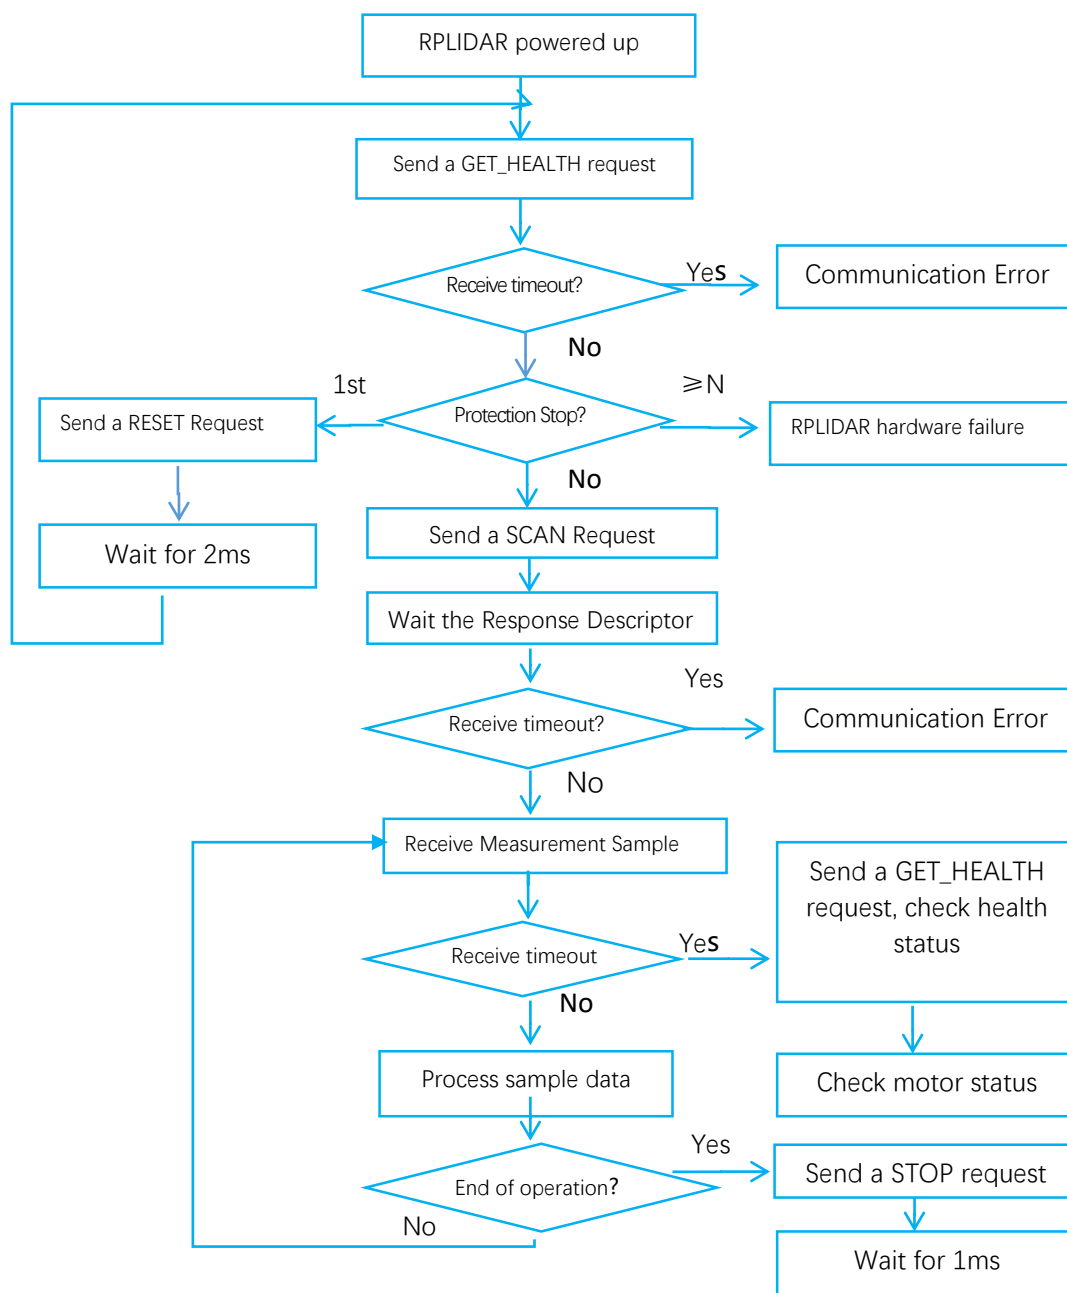 RPLIDAR powered up
Send a GET_HEALTH request
Receive timeout?
Yes
Communication Error
No
1st
≥N
Send a RESET Request
Protection Stop?
RPLIDAR hardware failure
No
Wait for 2ms
Send a SCAN Request
Wait the Response Descriptor
Yes
Receive timeout?
Communication Error
No
Receive Measurement Sample
Send a GET_HEALTH
request, check health
status
Receive timeout
Yes
No
Process sample data
Check motor status
Yes
End of operation?
Send a STOP request
No
Wait for 1ms